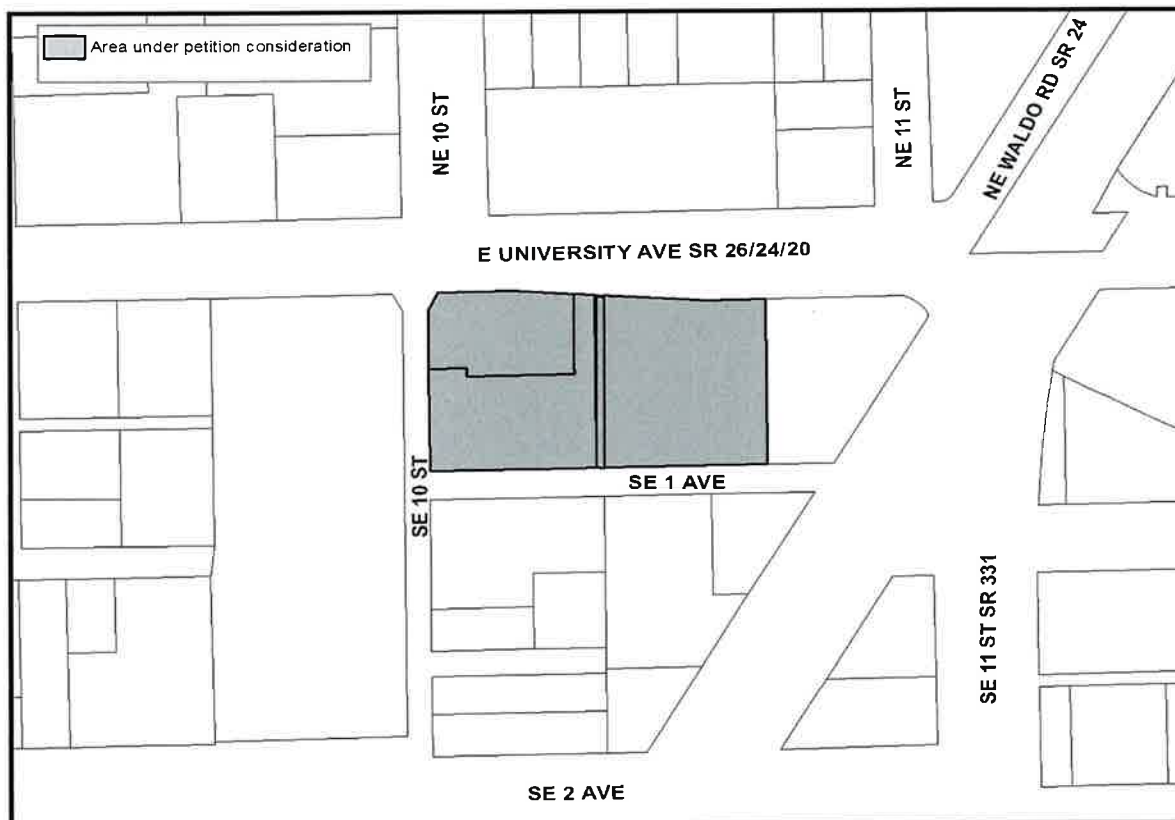 Area under petition consideration
NE 10 ST
NE 11 ST
NE WALDO RD SR 24
E UNIVERSITY AVE SR 26/24/20
SE 10 ST
SE 1 AVE
SE 11 ST SR 331
SE 2 AVE